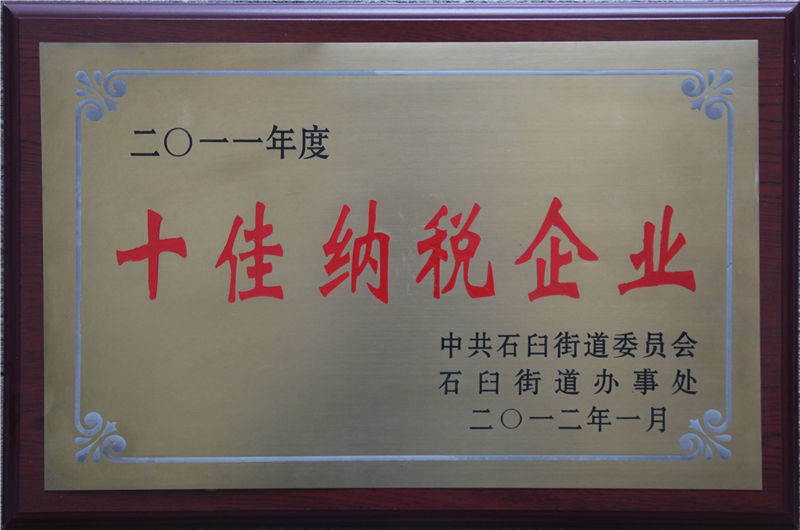 二〇一一年度
十佳纳税企业
中共石臼街道委员会
石臼街道办事处
二〇一二年一月